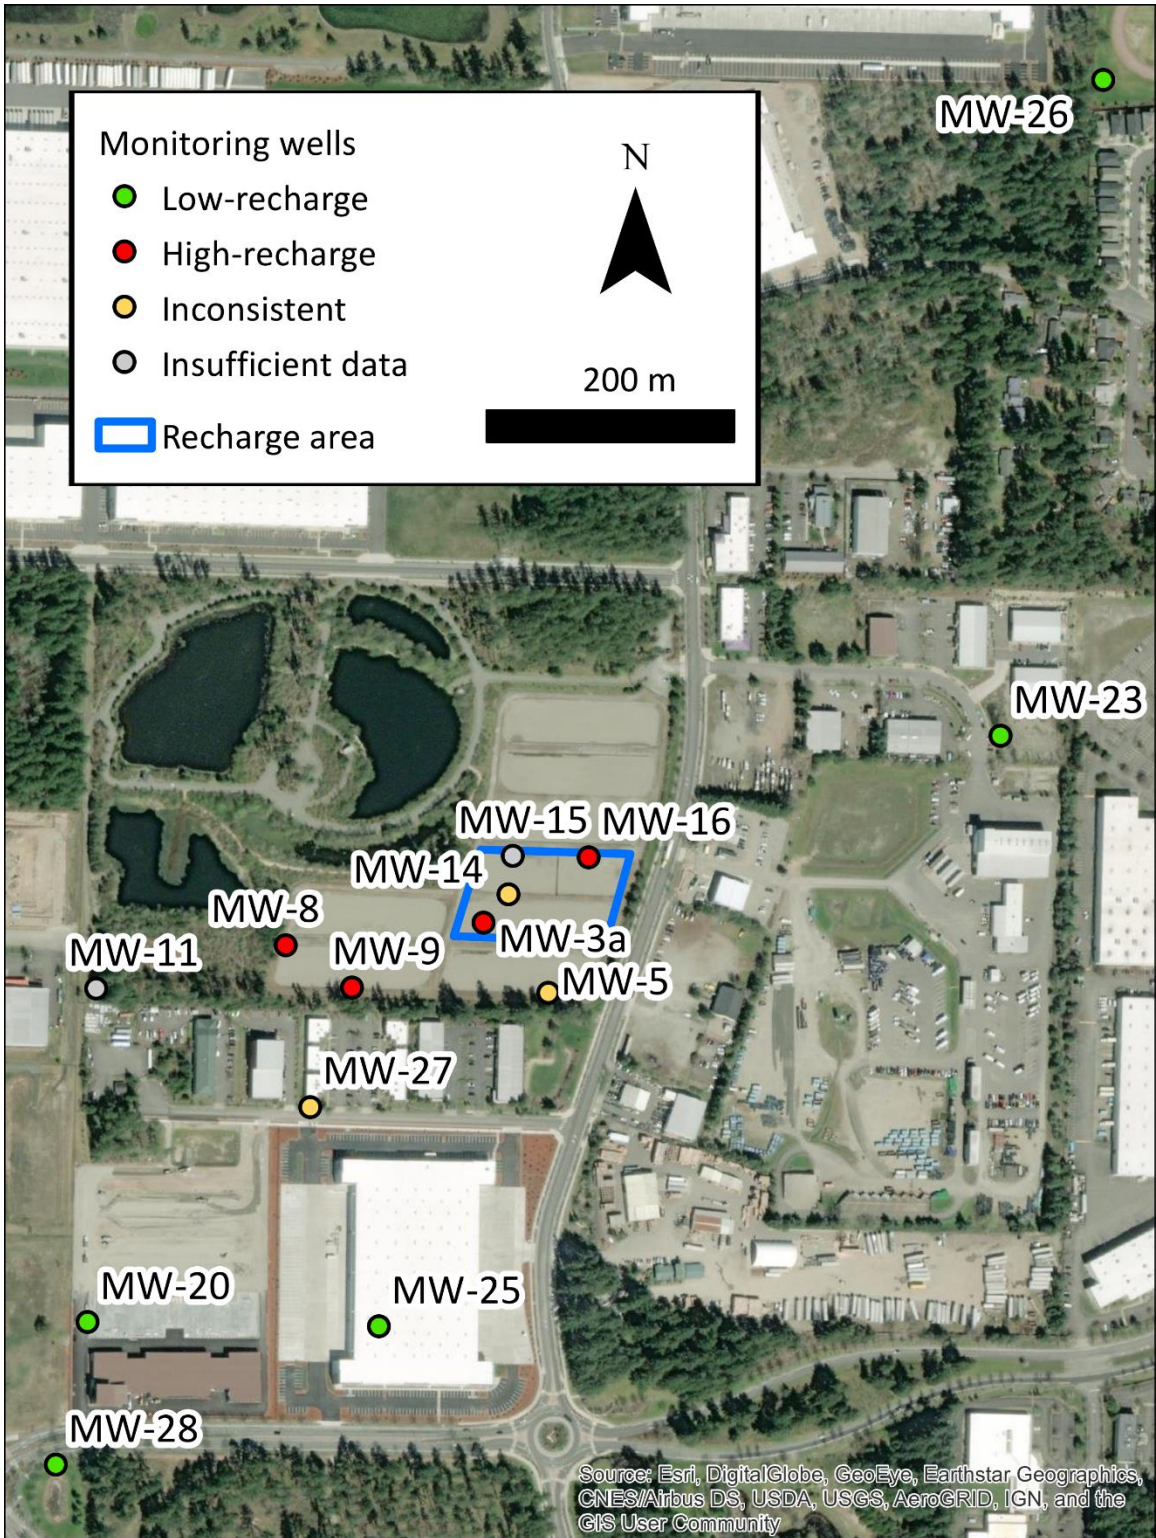 MW-26
Monitoring wells
N
Low-recharge
High-recharge
Inconsistent
Insufficient data
200 m
Recharge area
MW-23
MW-15
MW-16
MW-14
MW-8
MW-3a
MW-11
MW-9
MW-5
MW-27
MW-20
MW-25
MW-28
Source: Esri, DigitalGlobe, GeoEye, Earthstar Geographics,
CNES/Airbus DS, USDA, USGS, AeroGRID, IGN, and the
GIS User Community